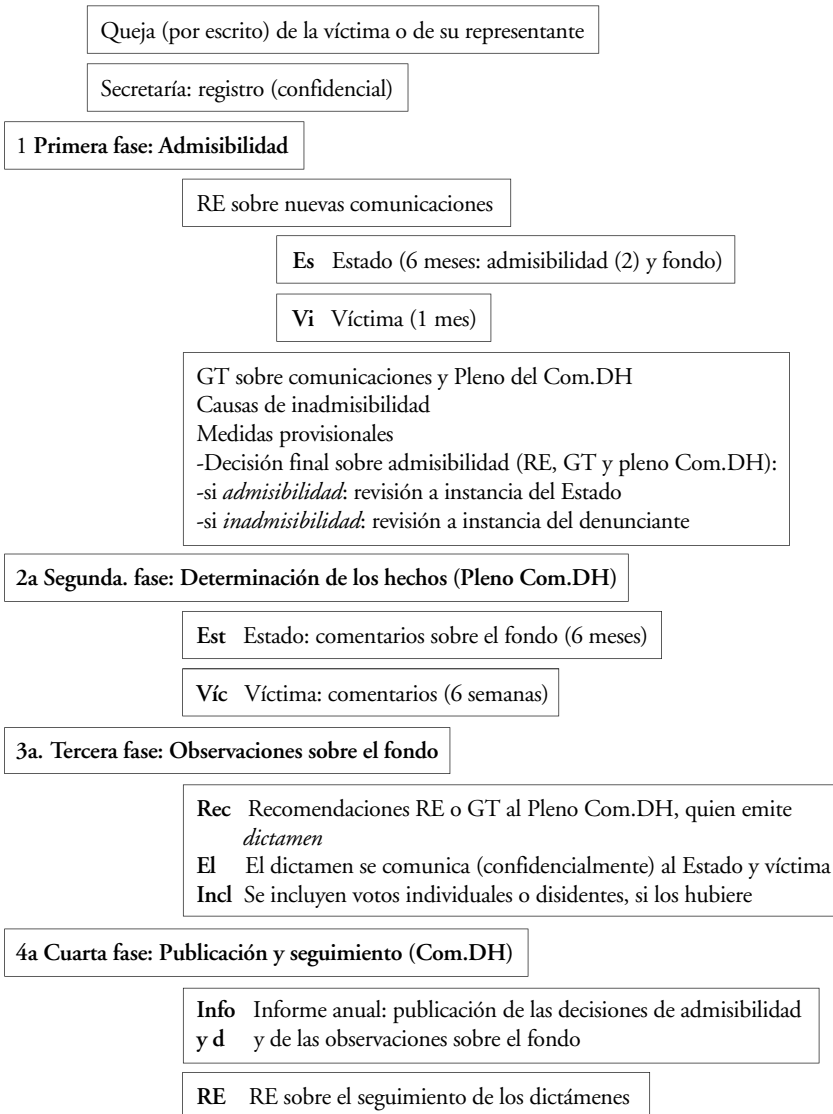 Queja (por escrito) de la víctima o de su representante
Secretaría: registro (confidencial)
1 Primera fase: Admisibilidad
RE sobre nuevas comunicaciones
Es Estado (6 meses: admisibilidad (2) y fondo)
Vi Víctima (1 mes)
GT sobre comunicaciones y Pleno del Com.DH
Causas de inadmisibilidad
Medidas provisionales
-Decisión final sobre admisibilidad (RE, GT y pleno Com.DH):
-si admisibilidad: revisión a instancia del Estado
-si inadmisibilidad: revisión a instancia del denunciante
2a Segunda. fase: Determinación de los hechos (Pleno Com.DH)
Est Estado: comentarios sobre el fondo (6 meses)
Víc Víctima: comentarios (6 semanas)
3a. Tercera fase: Observaciones sobre el fondo
Rec Recomendaciones RE o GT al Pleno Com.DH, quien emite
dictamen
El El dictamen se comunica (confidencialmente) al Estado y víctima
Incl Se incluyen votos individuales o disidentes, si los hubiere
4a Cuarta fase: Publicación y seguimiento (Com.DH)
Info Informe anual: publicación de las decisiones de admisibilidad
y d y de las observaciones sobre el fondo
RE RE sobre el seguimiento de los dictámenes